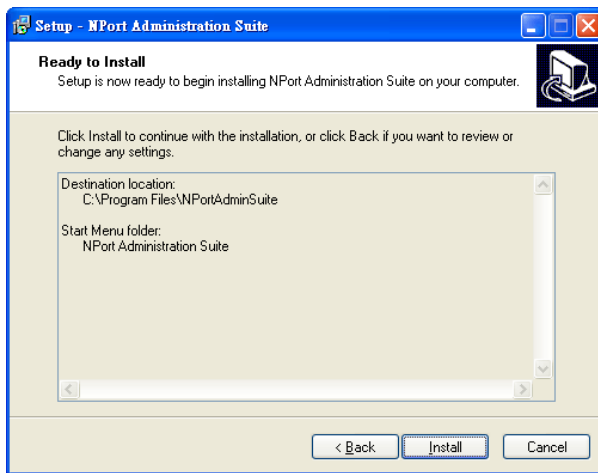 Setup - NPort Administration Suite
Ready to Install
Setup is now ready to begin installing NPort Administration Suite on your computer.
Click Install to continue with the installation, or click Back if you want to review or
change any settings.
Destination location:
C:\Program Files\NPortAdminSuite
Start Menu folder:
NPort Administration Suite
< Back
Install
Cancel